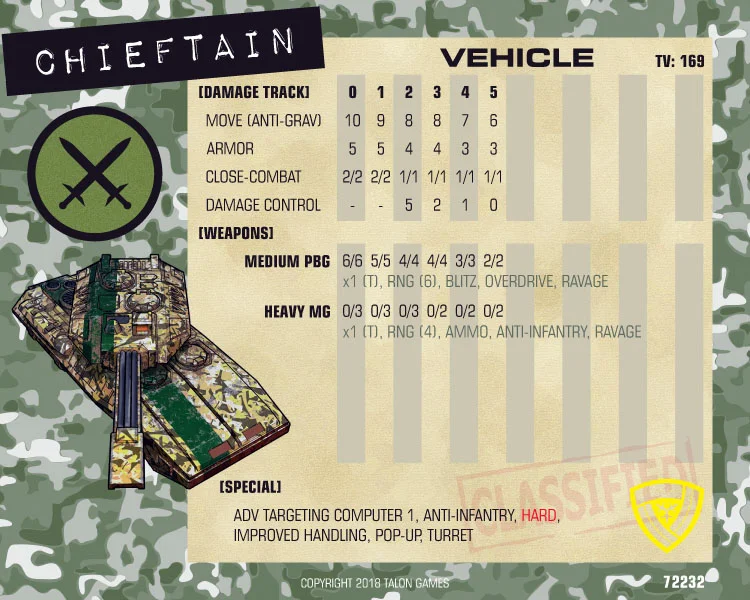 CHIEFTAIN
VEHICLE TV: 169
[DAMAGE TRACK] 0 1 2 3 4 5
MOVE (ANTI-GRAV) 10 9 8 8 7 6
ARMOR 5 5 4 4 3 3
CLOSE-COMBAT 2/2 2/2 1/1 1/1 1/1 1/1
DAMAGE CONTROL - - 5 2 1 0
[WEAPONS]
MEDIUM PBG 6/6 5/5 4/4 4/4 3/3 2/2
x1 (T), RNG (6), BLITZ, OVERDRIVE, RAVAGE
HEAVY MG 0/3 0/3 0/3 0/2 0/2 0/2
x1 (T), RNG (4), AMMO, ANTI-INFANTRY, RAVAGE
[SPECIAL]
CLASSIFIED
ADV TARGETING COMPUTER 1, ANTI-INFANTRY, HARD,
IMPROVED HANDLING, POP-UP, TURRET
COPYRIGHT 2018 TALON GAMES
72232